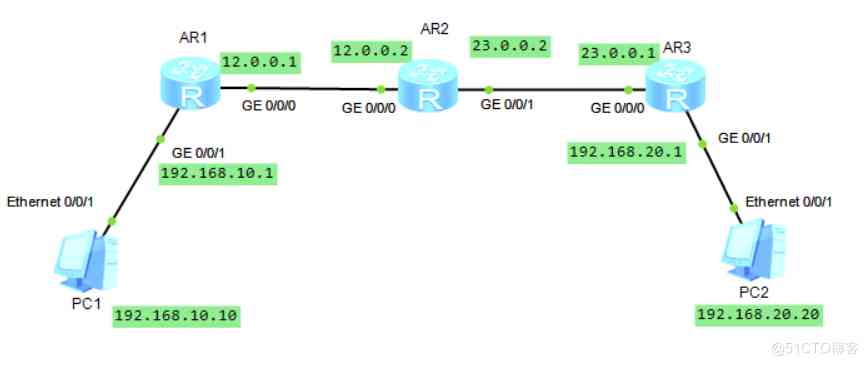 AR1
AR2
AR3
12.0.0.1
12.0.0.2
23.0.0.2
23.0.0.1
GE 0/0/0
GE 0/0/0
GE 0/0/1
GE 0/0/0
GE 0/0/1
192.168.10.1
192.168.20.1
GE 0/0/1
Ethernet 0/0/1
Ethernet 0/0/1
PC1
192.168.10.10
PC2
192.168.20.20
@51CTO博客